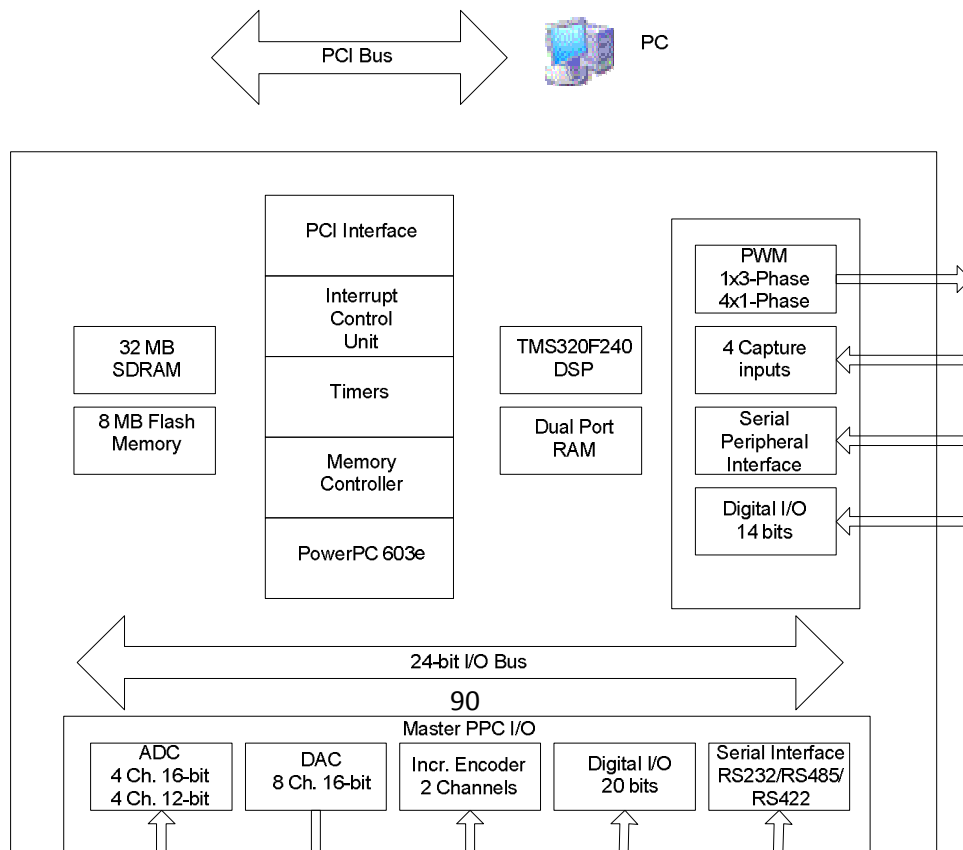 PCI Bus
PC
PCI Interface
Interrupt
Control
Unit
Timers
Memory
Controller
PowerPC 603e
32 MB
SDRAM
8 MB Flash
Memory
TMS320F240
DSP
Dual Port
RAM
PWM
1x3-Phase
4x1-Phase
4 Capture
inputs
Serial
Peripheral
Interface
Digital I/O
14 bits
24-bit I/O Bus
90
Master PPC I/O
ADC
4 Ch. 16-bit
4 Ch. 12-bit
DAC
8 Ch. 16-bit
Incr. Encoder
2 Channels
Digital I/O
20 bits
Serial Interface
RS232/RS485/
RS422